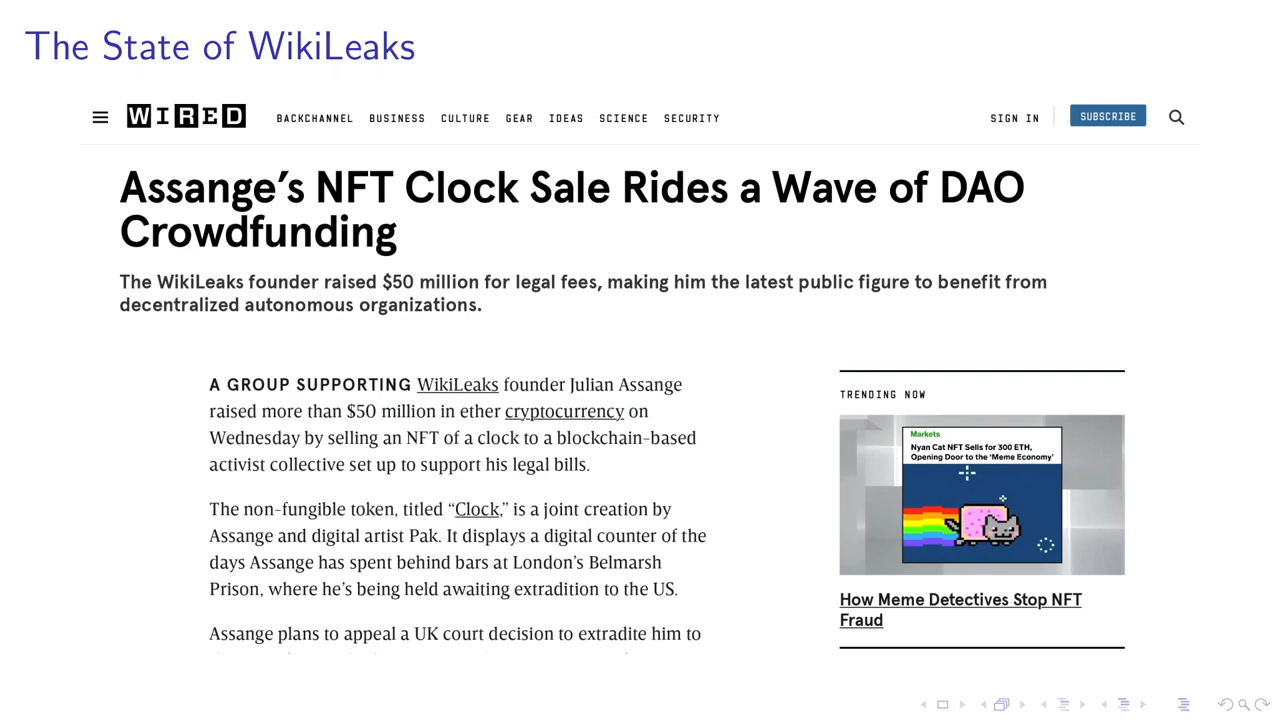 The State of WikiLeaks
WIRED BACKCHANNEL BUSINESS CULTURE GEAR IDEAS SCIENCE SECURITY SIGN IN SUBSCRIBE
Assange’s NFT Clock Sale Rides a Wave of DAO
Crowdfunding
The WikiLeaks founder raised $50 million for legal fees, making him the latest public figure to benefit from
decentralized autonomous organizations.
A GROUP SUPPORTING WikiLeaks founder Julian Assange
raised more than $50 million in ether cryptocurrency on
Wednesday by selling an NFT of a clock to a blockchain-based
activist collective set up to support his legal bills.
The non-fungible token, titled “Clock,” is a joint creation by
Assange and digital artist Pak. It displays a digital counter of the
days Assange has spent behind bars at London’s Belmarsh
Prison, where he’s being held awaiting extradition to the US.
Assange plans to appeal a UK court decision to extradite him to
TRENDING NOW
Markets
Nyan Cat NFT Sells for 300 ETH,
Opening Door to the ‘Meme Economy’
How Meme Detectives Stop NFT
Fraud